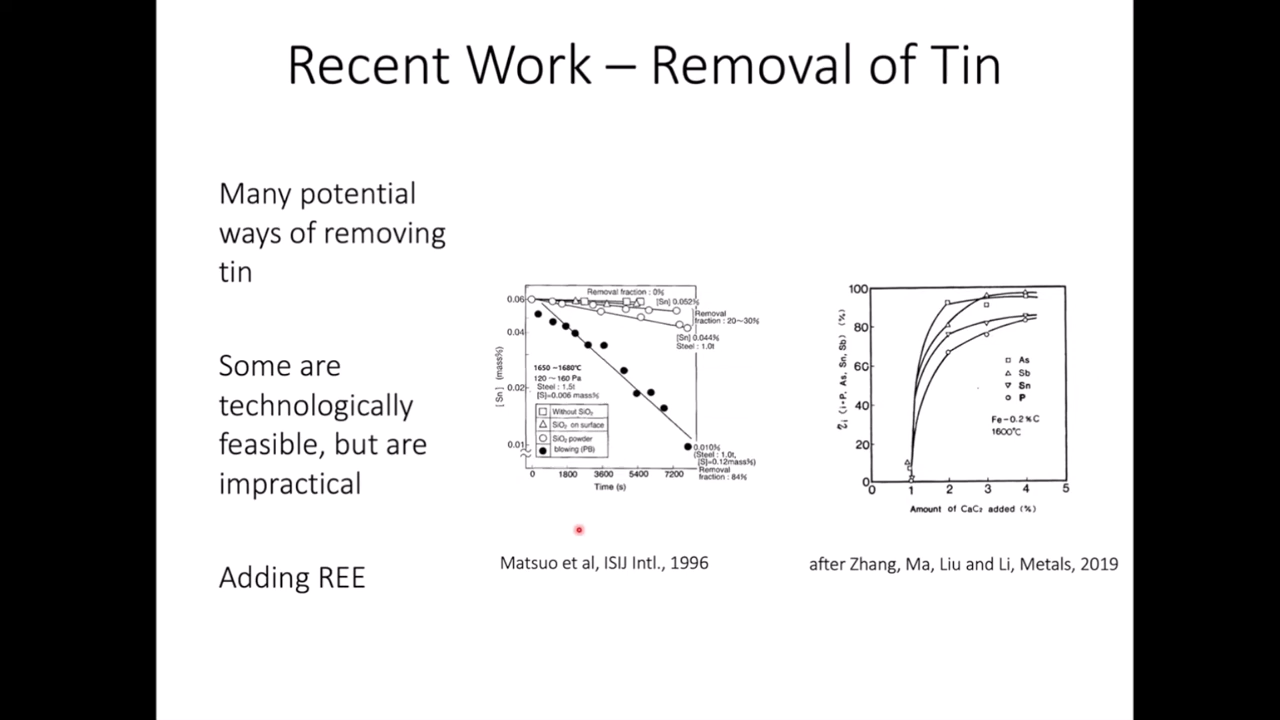 Recent Work – Removal of Tin
Many potential
ways of removing
tin
Some are
technologically
feasible, but are
impractical
Adding REE
[Sn] (mass%)
0.06
0.04
0.02
0.01
Removal fraction : 0%
[Sn] 0.052%
Removal
fraction : 20~30%
[Sn] 0.044%
Steel : 1.0t
1650 ~1680°C
120 ~ 160 Pa
Steel : 1.5t
[S]=0.006 mass%
Without SiO₂
SiO₂ on surface
SiO₂ powder
blowing (PB)
0.010%
(Steel : 1.0t,
[S]=0.12mass%)
Removal
fraction : 84%
0 1800 3600 5400 7200
Time (s)
Matsuo et al, ISIJ Intl., 1996
(i=P, As, Sn, Sb) (%)
100
80
60
40
20
0
As
Sb
Sn
P
Fe-0.2%C
1600°C
0 1 2 3 4 5
Amount of CaC₂ added (%)
after Zhang, Ma, Liu and Li, Metals, 2019